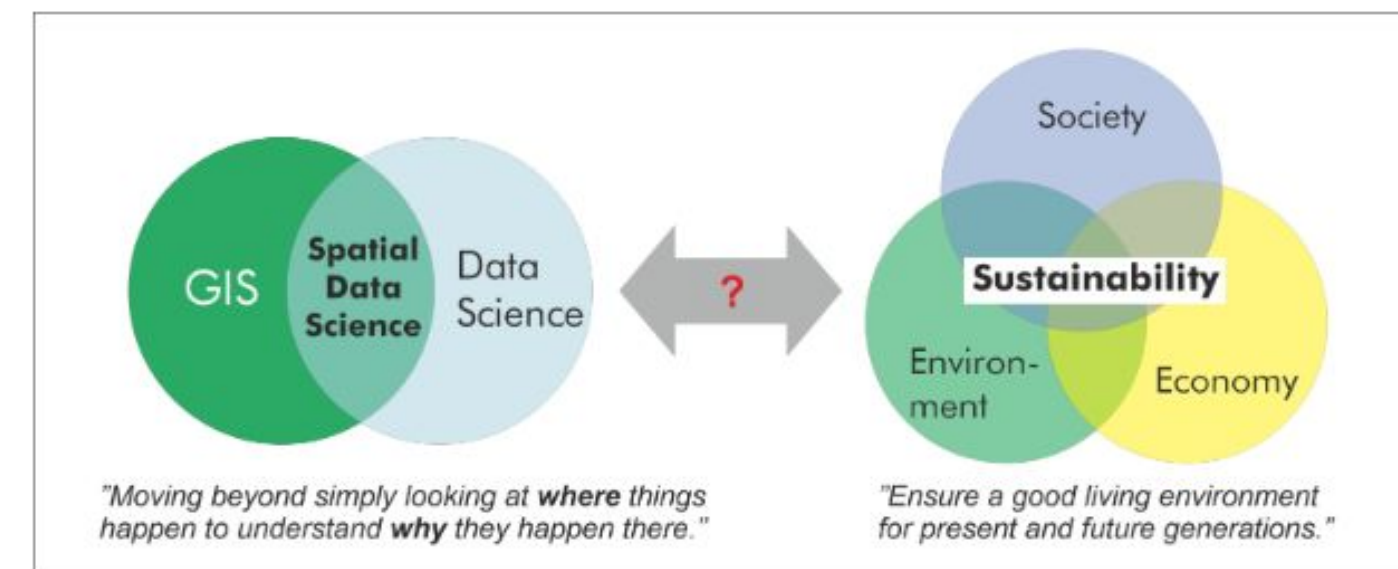 GIS
Spatial
Data
Science
Data
Science
?
Society
Sustainability
Environ-
ment
Economy
"Moving beyond simply looking at where things
happen to understand why they happen there."
"Ensure a good living environment
for present and future generations."